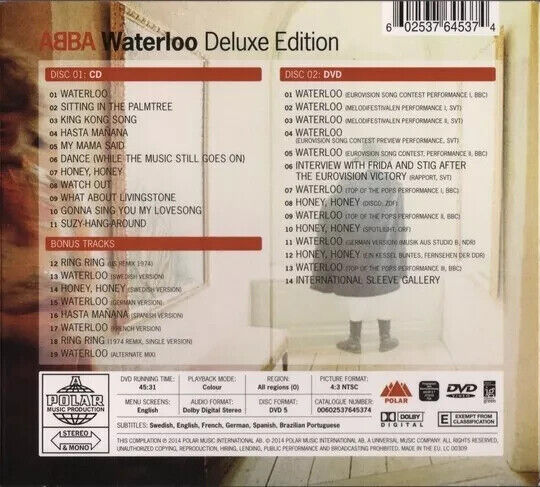 ABBA Waterloo Deluxe Edition
6 02537 64537 4
DISC 01: CD
01 WATERLOO
02 SITTING IN THE PALMTREE
03 KING KONG SONG
04 HASTA MAÑANA
05 MY MAMA SAID
06 DANCE (WHILE THE MUSIC STILL GOES ON)
07 HONEY, HONEY
08 WATCH OUT
09 WHAT ABOUT LIVINGSTONE
10 GONNA SING YOU MY LOVESONG
11 SUZY-HANG-AROUND
BONUS TRACKS
12 RING RING (US REMIX 1974)
13 WATERLOO (SWEDISH VERSION)
14 HONEY, HONEY (SWEDISH VERSION)
15 WATERLOO (GERMAN VERSION)
16 HASTA MAÑANA (SPANISH VERSION)
17 WATERLOO (FRENCH VERSION)
18 RING RING (1974 REMIX, SINGLE VERSION)
19 WATERLOO (ALTERNATE MIX)
DISC 02: DVD
01 WATERLOO (EUROVISION SONG CONTEST PERFORMANCE I, BBC)
02 WATERLOO (MELODIFESTIVALEN PERFORMANCE I, SVT)
03 WATERLOO (MELODIFESTIVALEN PERFORMANCE II, SVT)
04 WATERLOO
(EUROVISION SONG CONTEST PREVIEW PERFORMANCE, SVT)
05 WATERLOO (EUROVISION SONG CONTEST, PERFORMANCE II, BBC)
06 INTERVIEW WITH FRIDA AND STIG AFTER
THE EUROVISION VICTORY (RAPPORT, SVT)
07 WATERLOO (TOP OF THE POPS PERFORMANCE I, BBC)
08 HONEY, HONEY (DISCO, ZDF)
09 WATERLOO (TOP OF THE POPS PERFORMANCE II, BBC)
10 HONEY, HONEY (SPOTLIGHT, ORF)
11 WATERLOO (GERMAN VERSION) (MUSIK AUS STUDIO B, NDR)
12 HONEY, HONEY (EIN KESSEL BUNTES, FERNSEHEN DER DDR)
13 WATERLOO (TOP OF THE POPS PERFORMANCE III, BBC)
14 INTERNATIONAL SLEEVE GALLERY
A
POLAR
MUSIC PRODUCTION
STEREO
& MONO
DVD RUNNING TIME:
45:31
PLAYBACK MODE:
Colour
REGION:
All regions (0)
PICTURE FORMAT:
4:3 NTSC
MENU SCREENS:
English
AUDIO FORMAT:
Dolby Digital Stereo
DISC FORMAT:
DVD 5
CATALOGUE NUMBER:
00602537645374
SUBTITLES: Swedish, English, French, German, Spanish, Brazilian Portuguese
POLAR
DVD
VIDEO
DOLBY
DIGITAL
E EXEMPT FROM CLASSIFICATION
THIS COMPILATION ℗ 2014 POLAR MUSIC INTERNATIONAL AB. © 2014 POLAR MUSIC INTERNATIONAL AB, A UNIVERSAL MUSIC COMPANY. ALL RIGHTS RESERVED.
UNAUTHORIZED COPYING, REPRODUCTION, HIRING, LENDING, PUBLIC PERFORMANCE AND BROADCASTING PROHIBITED. MADE IN THE E.U. LC 00309